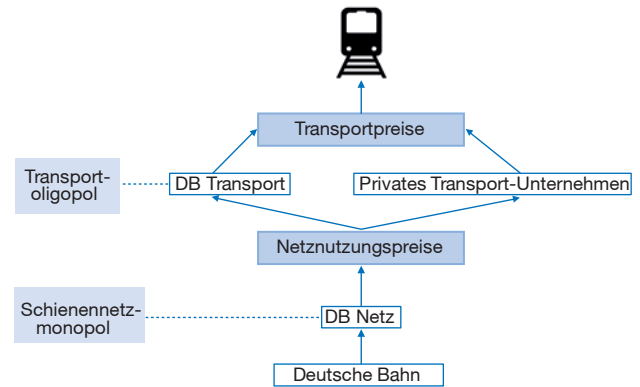 Transportpreise
Transport-
oligopol
DB Transport
Privates Transport-Unternehmen
Netznutzungspreise
Schienennetz-
monopol
DB Netz
Deutsche Bahn